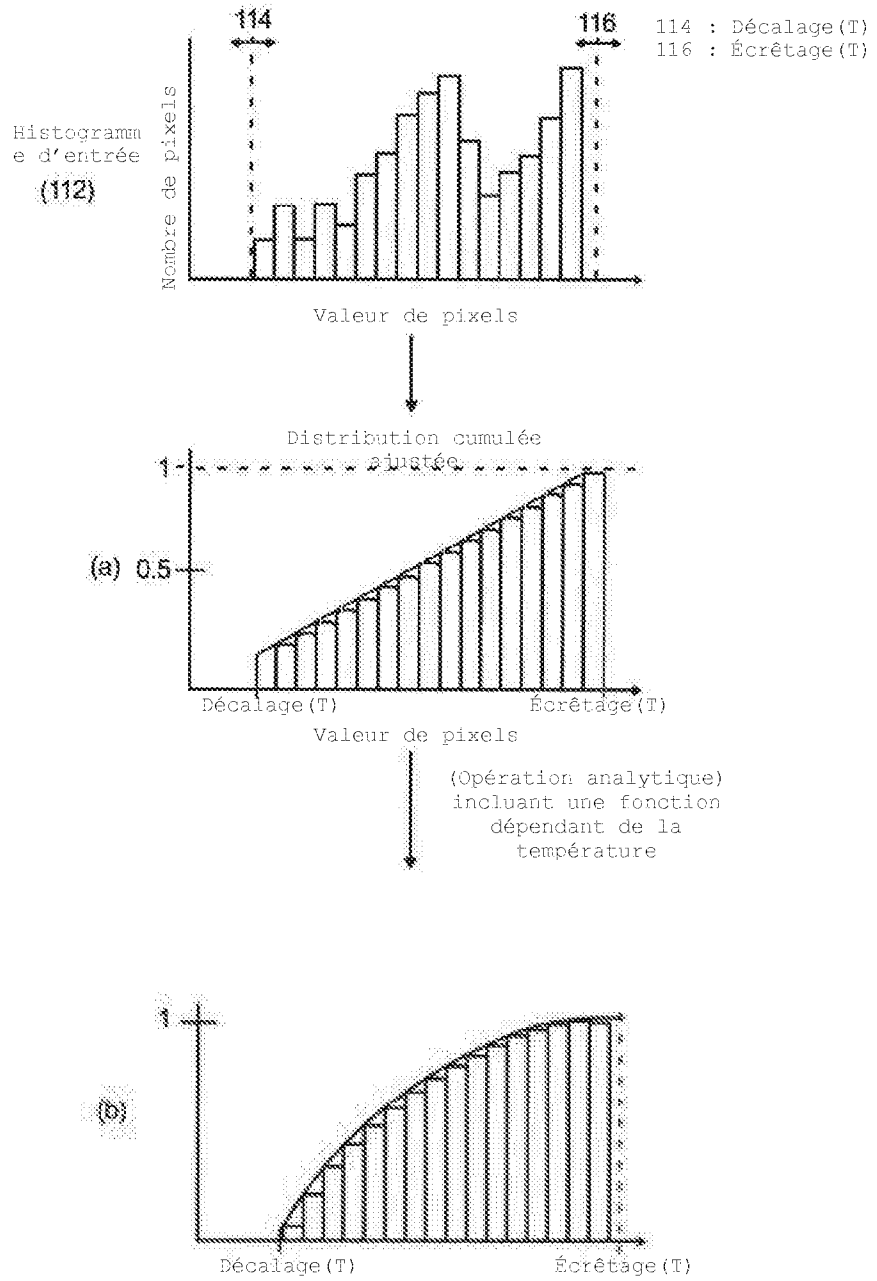 114
116
114 : Décalage(T)
116 : Écrêtage(T)
Histogramm
e d'entrée
(112)
Nombre de pixels
Valeur de pixels
Distribution cumulée
ajustée
1
(a) 0.5
Décalage(T)
Écrêtage(T)
Valeur de pixels
(Opération analytique)
incluant une fonction
dépendant de la
température
1
(b)
Décalage(T)
Écrêtage(T)